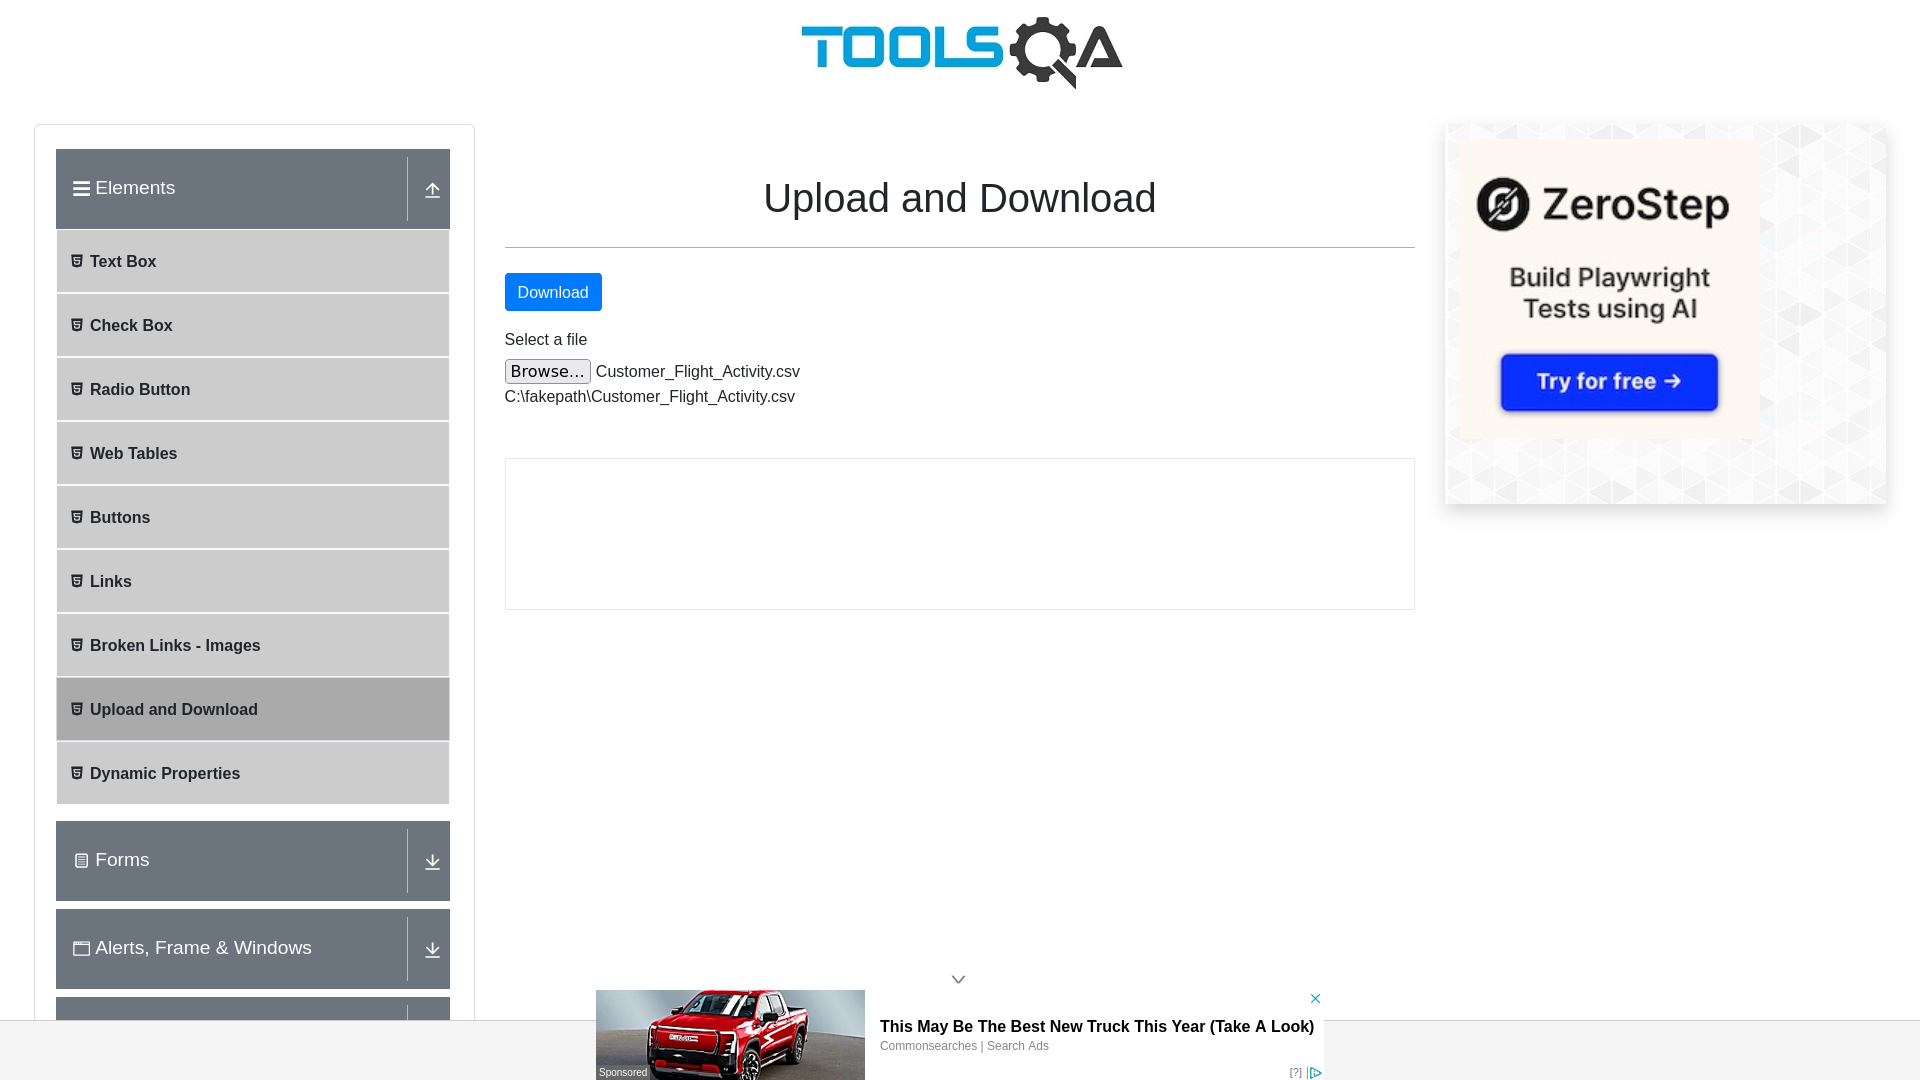 TOOLSQA
Elements
Text Box
Check Box
Radio Button
Web Tables
Buttons
Links
Broken Links - Images
Upload and Download
Dynamic Properties
Forms
Alerts, Frame & Windows
Upload and Download
Download
Select a file
Browse... Customer_Flight_Activity.csv
C:\fakepath\Customer_Flight_Activity.csv
ZeroStep
Build Playwright
Tests using AI
Try for free →
This May Be The Best New Truck This Year (Take A Look)
Commonsearches | Search Ads
Sponsored
[?]
GMC